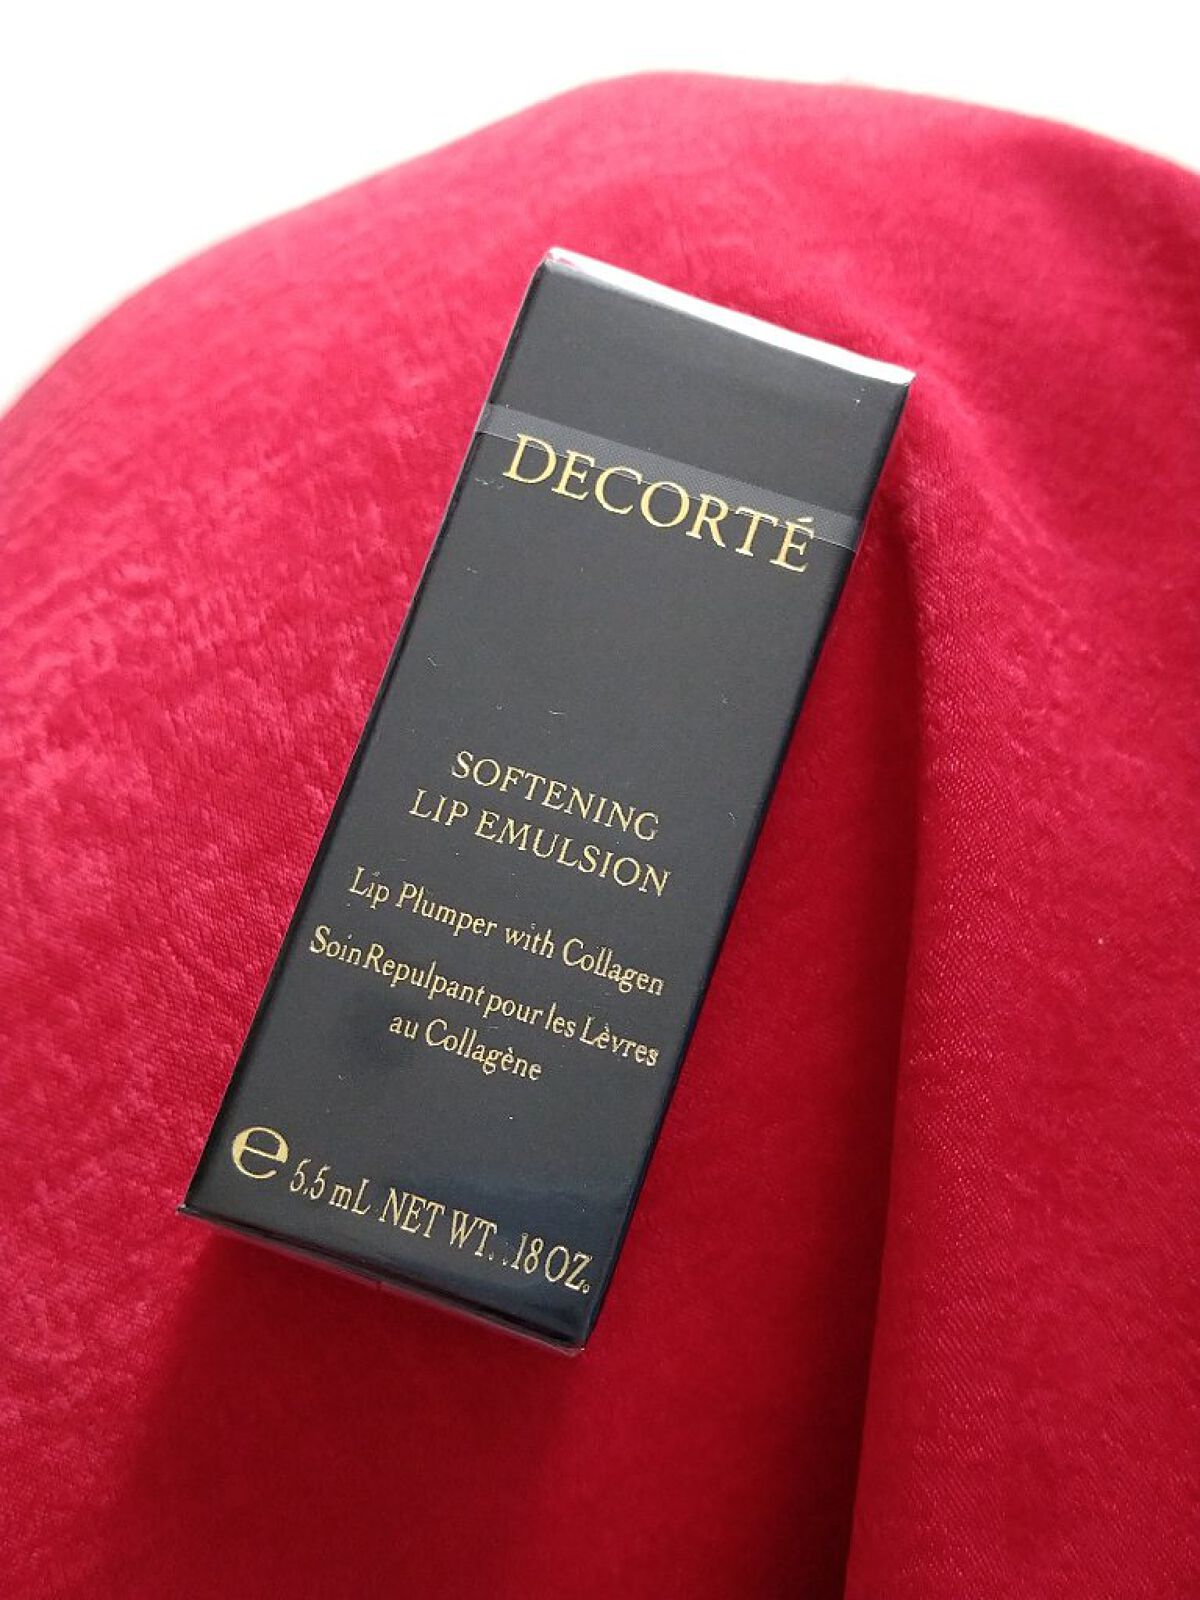 DECORTÉ
SOFTENING
LIP EMULSION
Lip Plumper with Collagen
Soin Repulpant pour les Lèvres
au Collagène
℮ 5.5 mL NET WT. .18 OZ.